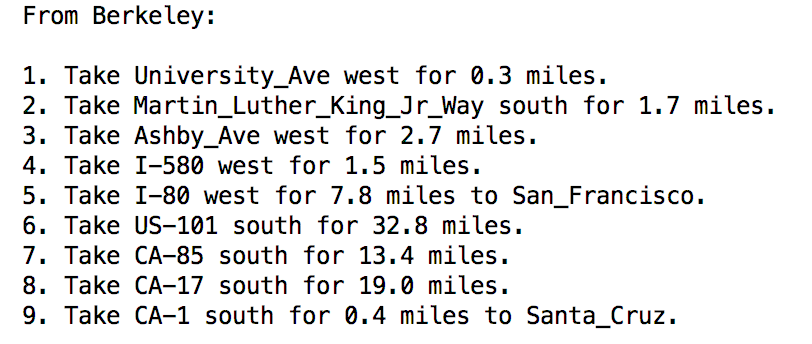 From Berkeley:
1. Take University_Ave west for 0.3 miles.
2. Take Martin_Luther_King_Jr_Way south for 1.7 miles.
3. Take Ashby_Ave west for 2.7 miles.
4. Take I-580 west for 1.5 miles.
5. Take I-80 west for 7.8 miles to San_Francisco.
6. Take US-101 south for 32.8 miles.
7. Take CA-85 south for 13.4 miles.
8. Take CA-17 south for 19.0 miles.
9. Take CA-1 south for 0.4 miles to Santa_Cruz.